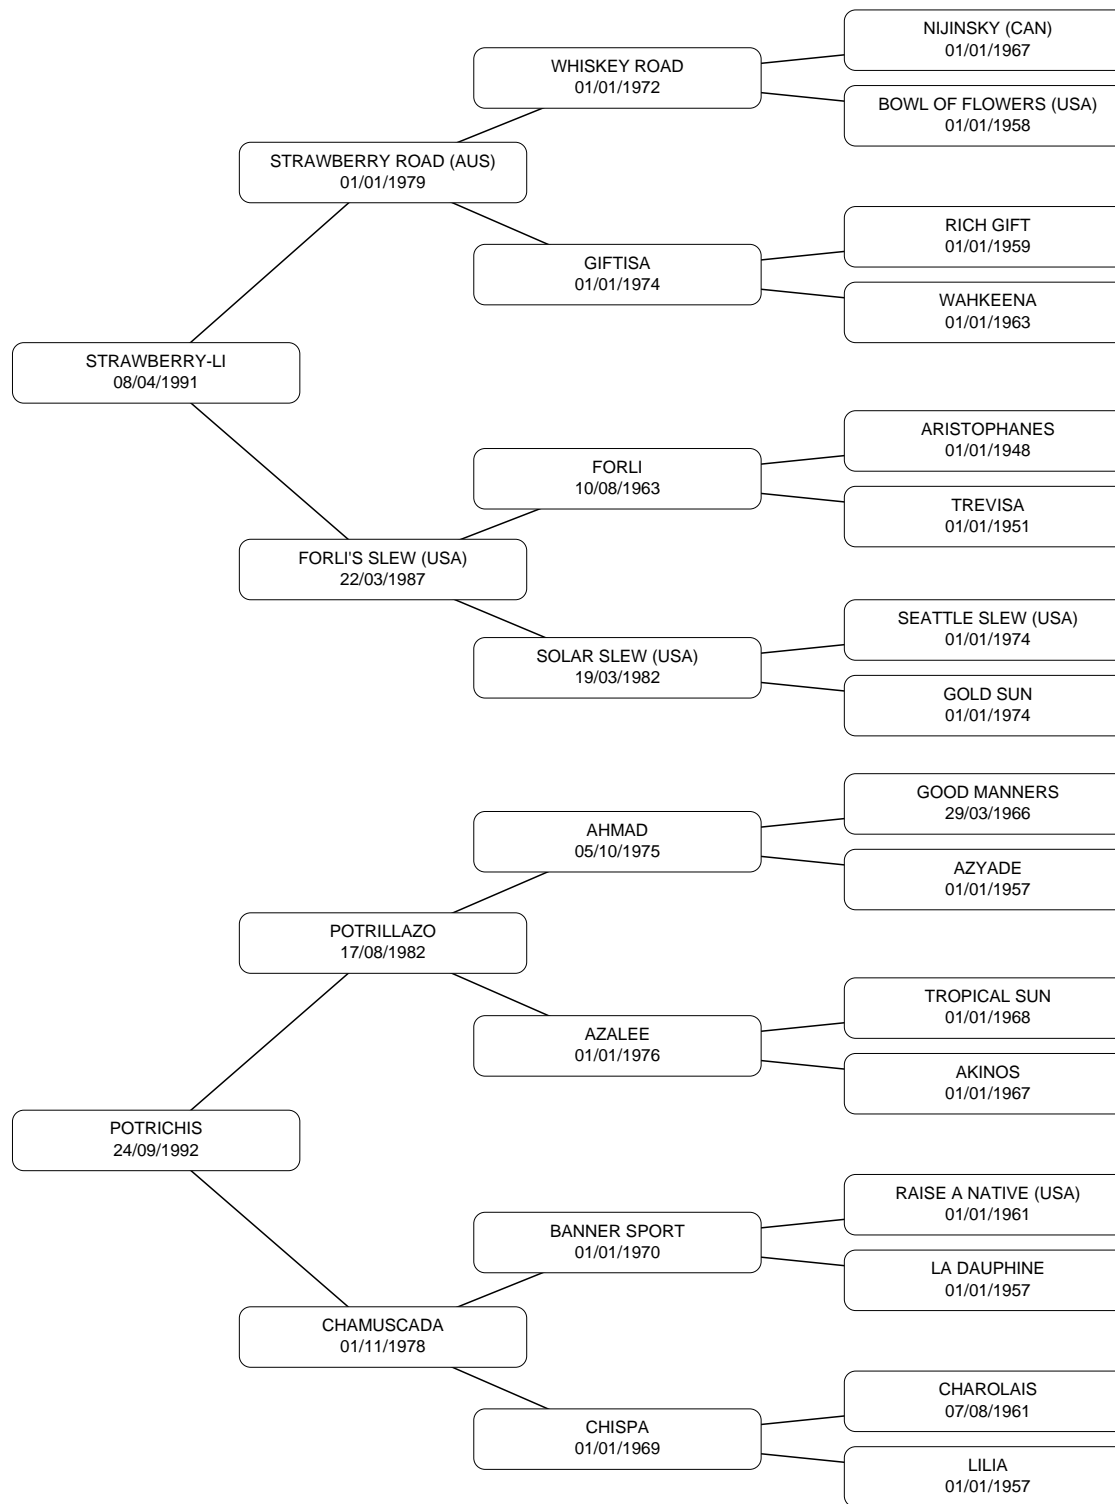 NIJINSKY (CAN)
01/01/1967
WHISKEY ROAD
01/01/1972
BOWL OF FLOWERS (USA)
01/01/1958
STRAWBERRY ROAD (AUS)
01/01/1979
RICH GIFT
01/01/1959
GIFTISA
01/01/1974
WAHKEENA
01/01/1963
STRAWBERRY-LI
08/04/1991
ARISTOPHANES
01/01/1948
FORLI
10/08/1963
TREVISA
01/01/1951
FORLI'S SLEW (USA)
22/03/1987
SEATTLE SLEW (USA)
01/01/1974
SOLAR SLEW (USA)
19/03/1982
GOLD SUN
01/01/1974
GOOD MANNERS
29/03/1966
AHMAD
05/10/1975
AZYADE
01/01/1957
POTRILLAZO
17/08/1982
TROPICAL SUN
01/01/1968
AZALEE
01/01/1976
AKINOS
01/01/1967
POTRICHIS
24/09/1992
RAISE A NATIVE (USA)
01/01/1961
BANNER SPORT
01/01/1970
LA DAUPHINE
01/01/1957
CHAMUSCADA
01/11/1978
CHAROLAIS
07/08/1961
CHISPA
01/01/1969
LILIA
01/01/1957